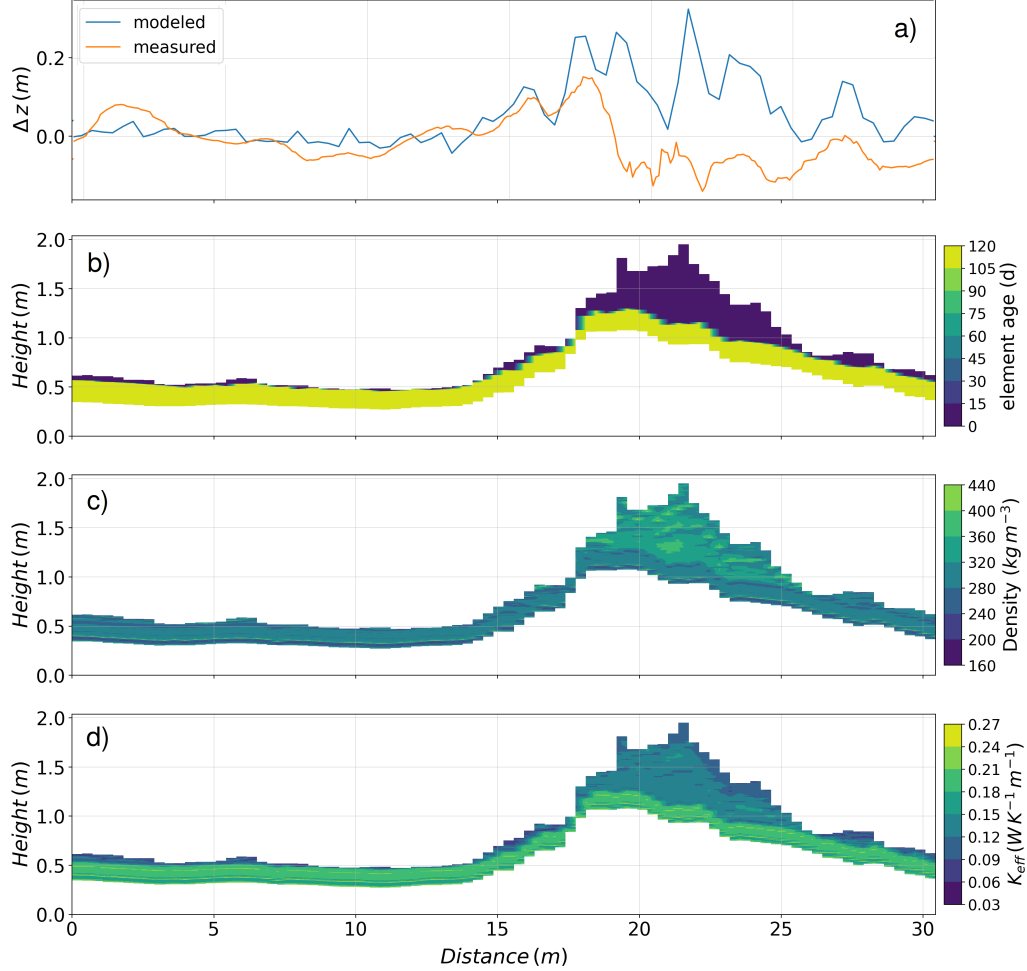 modeled
measured
a)
Δ z (m)
0.2
0.0
b)
Height (m)
2.0
1.5
1.0
0.5
0.0
120
105
90
75
60
45
30
15
0
element age (d)
c)
Height (m)
2.0
1.5
1.0
0.5
0.0
440
400
360
320
280
240
200
160
Density (kg m⁻³)
d)
Height (m)
2.0
1.5
1.0
0.5
0.0
0.27
0.24
0.21
0.18
0.15
0.12
0.09
0.06
0.03
K_eff (W K⁻¹ m⁻¹)
0 5 10 15 20 25 30
Distance (m)